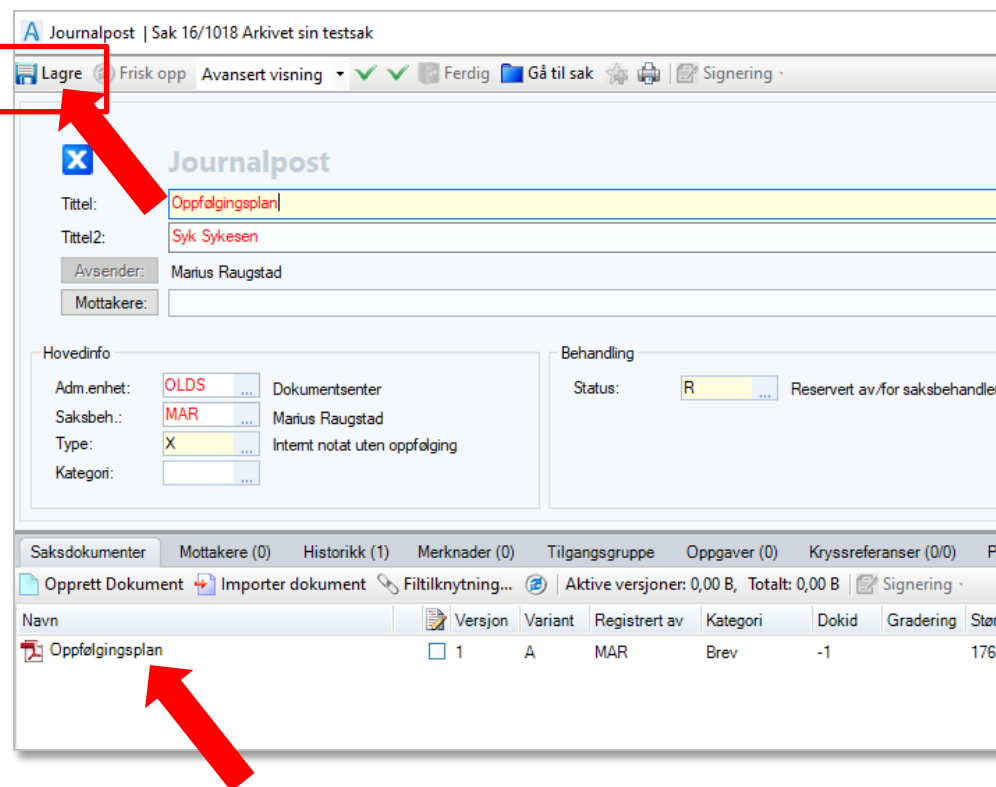 Journalpost | Sak 16/1018 Arkivet sin testsak
Lagre Frisk opp Avansert visning Ferdig Gå til sak Signering
Journalpost
Tittel: Oppfølgingsplan
Tittel2: Syk Sykesen
Avsender: Marius Raugstad
Mottakere:
Hovedinfo Behandling
Adm.enhet: OLDS ... Dokumentsenter Status: R ... Reservert av/for saksbehandler
Saksbeh.: MAR ... Marius Raugstad
Type: X ... Internt notat uten oppfølging
Kategori: ...
Saksdokumenter Mottakere (0) Historikk (1) Merknader (0) Tilgangsgruppe Oppgaver (0) Kryssreferanser (0/0) P
Opprett Dokument Importer dokument Filtilknytning... Aktive versjoner: 0,00 B, Totalt: 0,00 B Signering
Navn Versjon Variant Registrert av Kategori Dokid Gradering Stør
Oppfølgingsplan 1 A MAR Brev -1 176